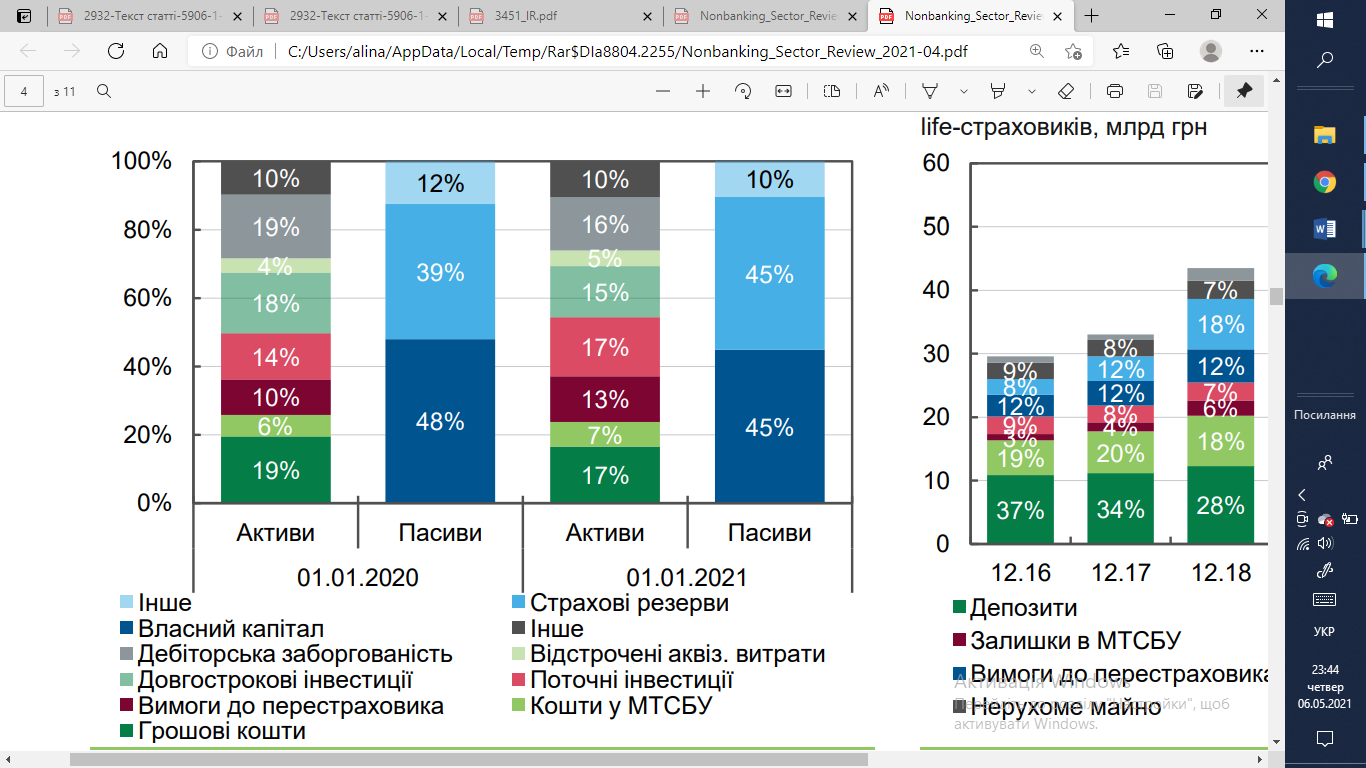 2932-Текст статті-5906-1-
2932-Текст статті-5906-1-
3451_IR.pdf
Nonbanking_Sector_Revie
Nonbanking_Sector_Revie
Файл
C:/Users/alina/AppData/Local/Temp/Rar$DIa8804.2255/Nonbanking_Sector_Review_2021-04.pdf
4 з 11
100%
80%
60%
40%
20%
0%
10%
19%
4%
18%
14%
10%
6%
19%
12%
39%
48%
10%
16%
5%
15%
17%
13%
7%
17%
10%
45%
45%
Активи Пасиви Активи Пасиви
01.01.2020 01.01.2021
Інше
Страхові резерви
Власний капітал
Інше
Дебіторська заборгованість
Відстрочені аквіз. витрати
Довгострокові інвестиції
Поточні інвестиції
Вимоги до перестраховика
Кошти у МТСБУ
Грошові кошти
life-страховиків, млрд грн
60
50
40
30
20
10
0
9%
8%
12%
9%
3%
19%
37%
8%
12%
12%
8%
4%
20%
34%
7%
18%
12%
7%
6%
18%
28%
12.16 12.17 12.18
Депозити
Залишки в МТСБУ
Вимоги до перестраховика
Нерухоме майно
Активація Windows
активувати Windows.
Посилання
УКР
23:44
четвер
06.05.2021